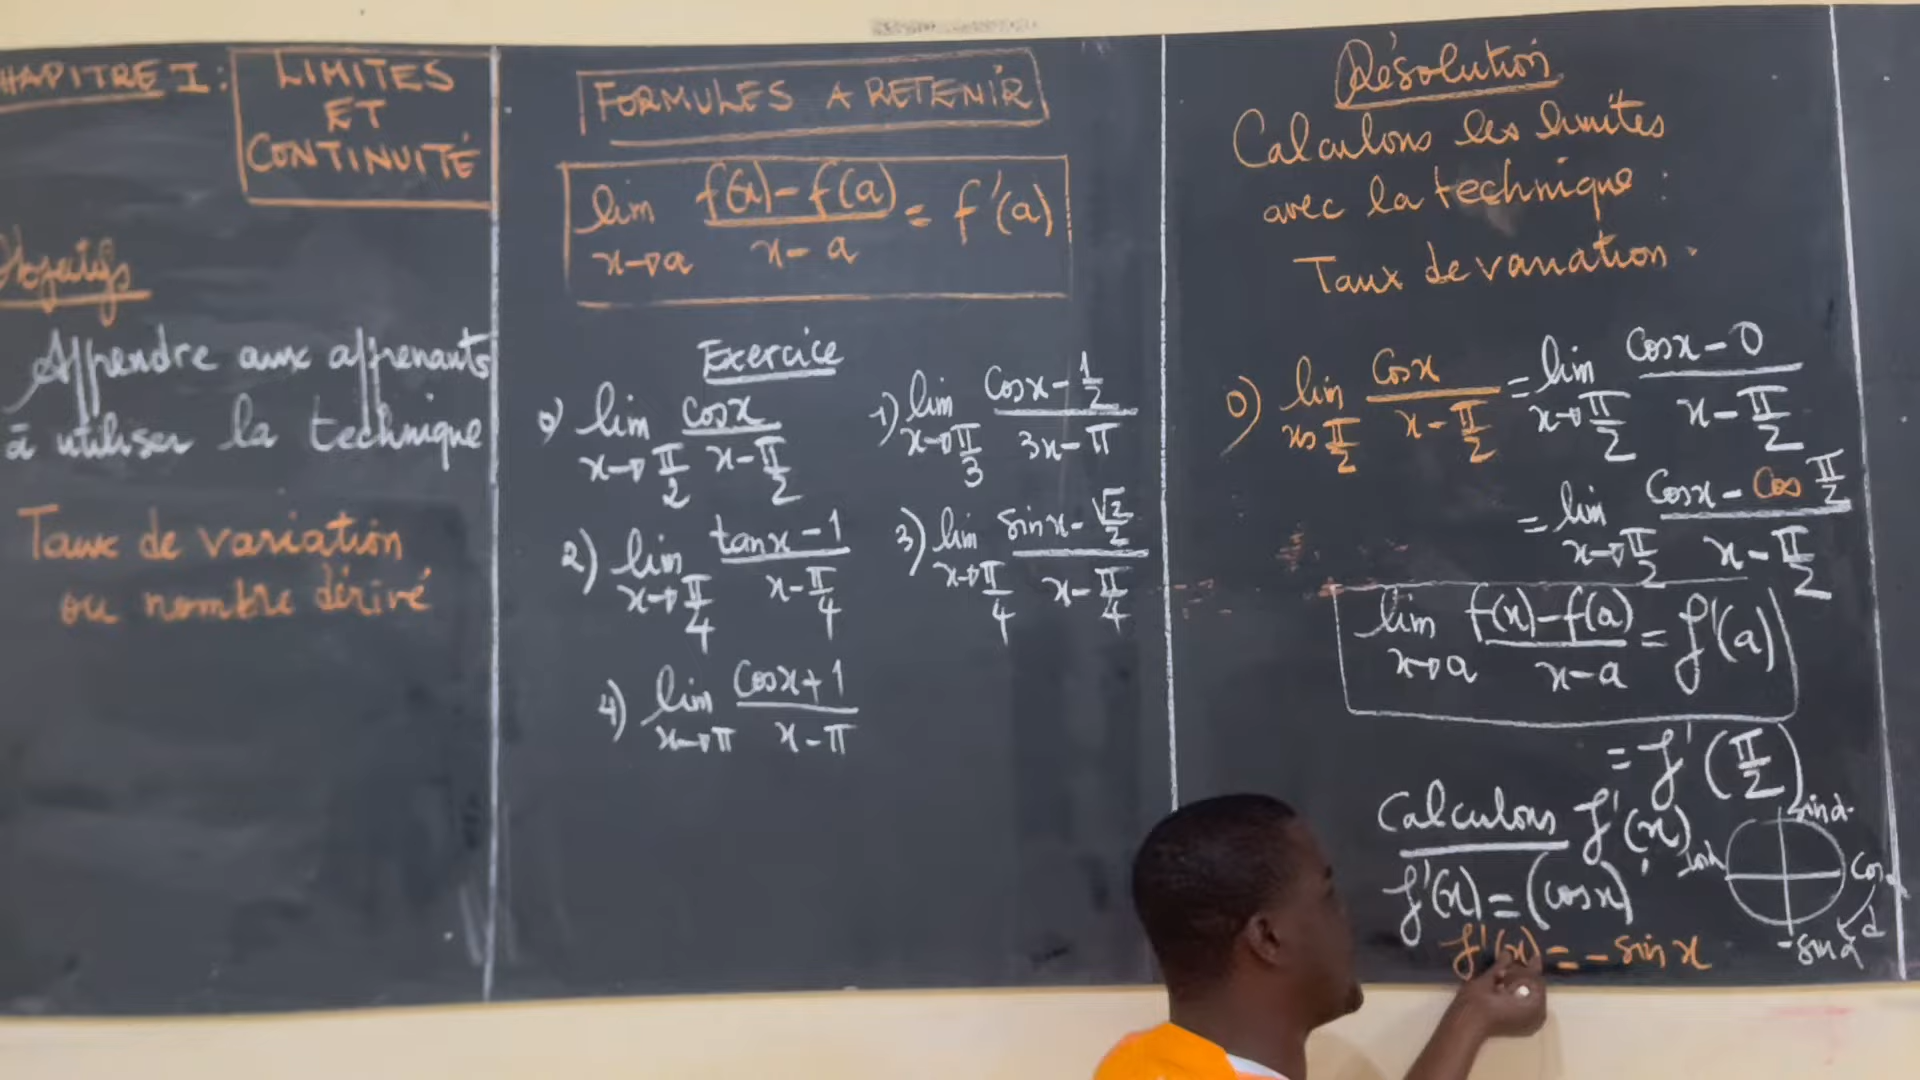 CHAPITRE I:
LIMITES
ET
CONTINUITÉ
Objectifs
Apprendre aux apprenants
à utiliser la technique
Taux de variation
ou nombre dérivé
FORMULES A RETENIR
lim x→a (f(x)-f(a))/(x-a) = f'(a)
Exercice
0) lim x→π/2 cosx/(x-π/2)
1) lim x→π/3 (cosx-1/2)/(3x-π)
2) lim x→π/4 (tanx-1)/(x-π/4)
3) lim x→π/4 (sinx-√2/2)/(x-π/4)
4) lim x→π (cosx+1)/(x-π)
Résolution
Calculons les limites
avec la technique :
Taux de variation.
0) lim x→π/2 cosx/(x-π/2) = lim x→π/2 (cosx-0)/(x-π/2)
= lim x→π/2 (cosx-cos π/2)/(x-π/2)
lim x→a (f(x)-f(a))/(x-a) = f'(a)
= f'(π/2)
Calculons f'(x)
f'(x)=(cosx)'
f'(x)=-sinx
sinα
cos
-sinα